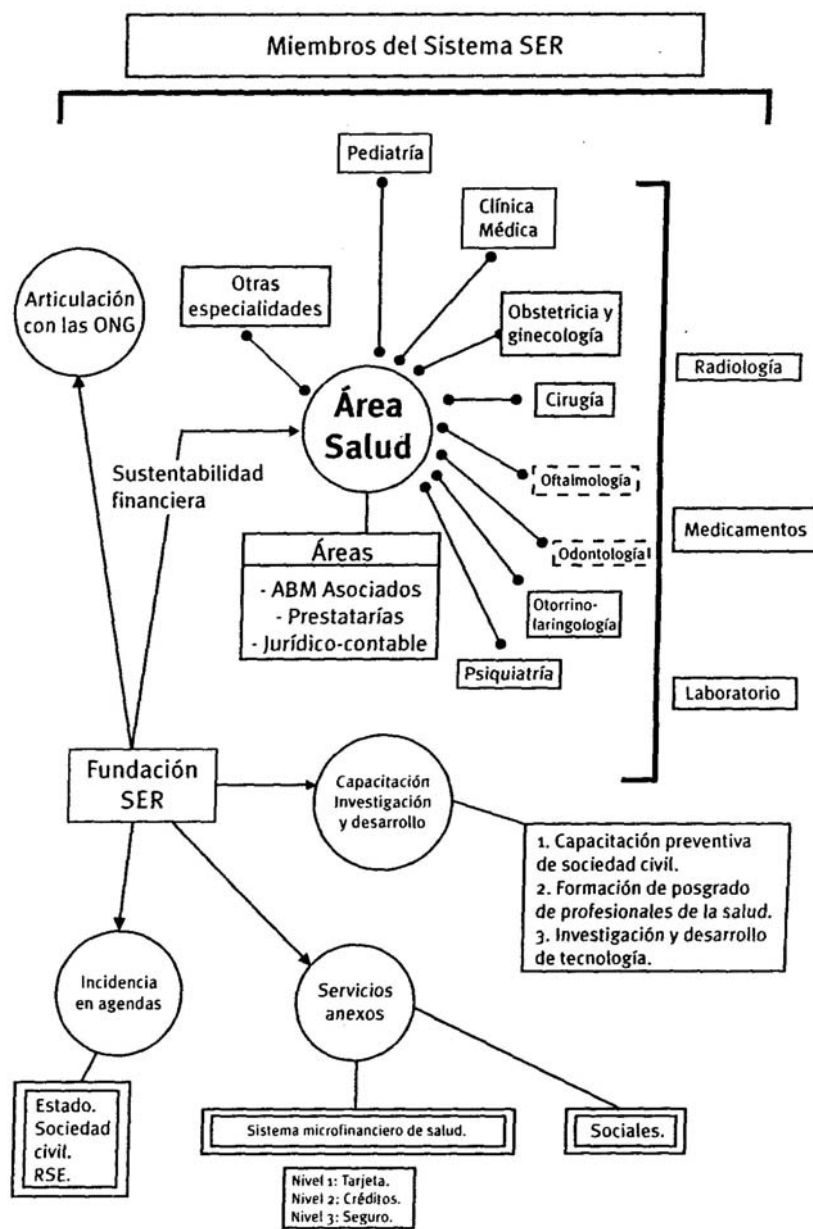 Miembros del Sistema SER
Pediatría
Clínica
Médica
Articulación
con las ONG
Otras
especialidades
Obstetricia y
ginecología
Radiología
Área
Salud
Cirugía
Sustentabilidad
financiera
Oftalmología
Medicamentos
Odontología
Áreas
- ABM Asociados
- Prestatarías
- Jurídico-contable
Otorrino-
laringología
Psiquiatría
Laboratorio
Fundación
SER
Capacitación
Investigación
y desarrollo
1. Capacitación preventiva
de sociedad civil.
2. Formación de posgrado
de profesionales de la salud.
3. Investigación y desarrollo
de tecnología.
Incidencia
en agendas
Servicios
anexos
Estado.
Sociedad
civil.
RSE.
Sistema microfinanciero de salud.
Sociales.
Nivel 1: Tarjeta.
Nivel 2: Créditos.
Nivel 3: Seguro.